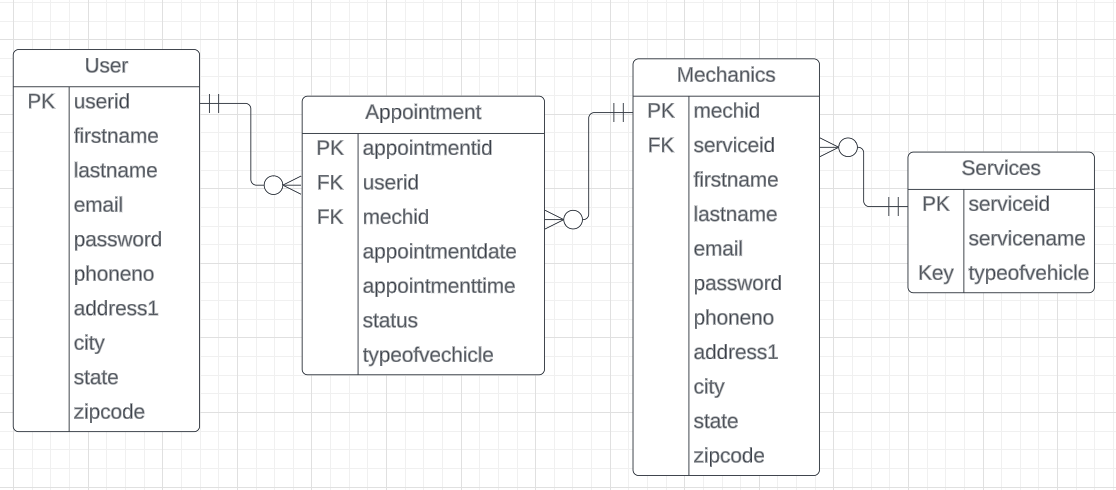 User
PK userid
firstname
lastname
email
password
phoneno
address1
city
state
zipcode
Appointment
PK appointmentid
FK userid
FK mechid
appointmentdate
appointmenttime
status
typeofvechicle
Mechanics
PK mechid
FK serviceid
firstname
lastname
email
password
phoneno
address1
city
state
zipcode
Services
PK serviceid
servicename
Key typeofvehicle